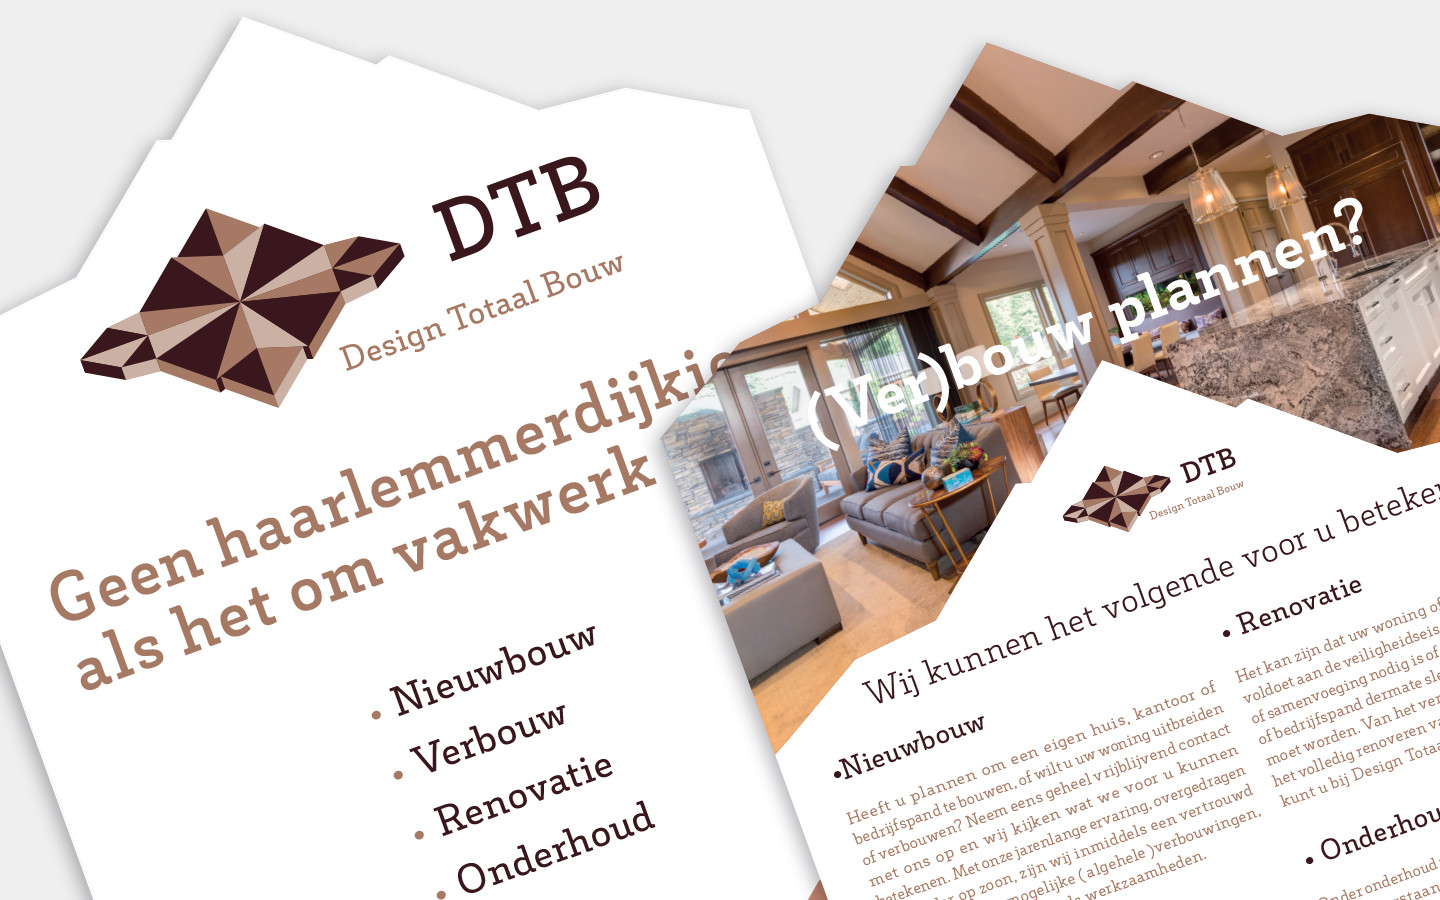 DTB
Design Totaal Bouw
Geen haarlemmerdijkje
als het om vakwerk
• Nieuwbouw
• Verbouw
• Renovatie
• Onderhoud
(Ver)bouw plannen?
DTB
Design Totaal Bouw
Wij kunnen het volgende voor u
•Nieuwbouw
Heeft u plannen om een eigen huis, kantoor of
bedrijfspand te bouwen, of wilt u uw woning uitbreiden
of verbouwen? Neem eens geheel vrijblijvend contact
met ons op en wij kijken wat we voor u kunnen
betekenen. Met onze jarenlange ervaring, overgedragen
op zoon, zijn wij inmiddels een vertrouwd
mogelijke ( algehele )verbouwingen,
werkzaamheden.
• Renovatie
Het kan zijn dat uw woning of
voldoet aan de veiligheidseis
of samenvoeging nodig is of
of bedrijfspand dermate
moet worden. Van het
het volledig renoveren
kunt u bij Design
• Onderhou
Onder onderhoud